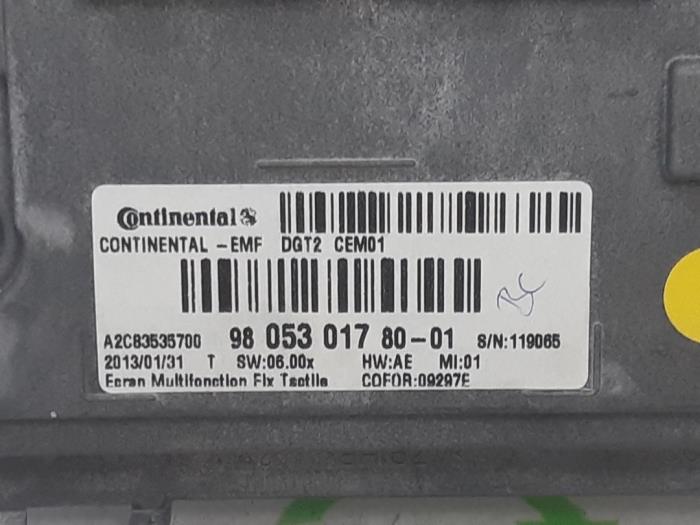 Continental
CONTINENTAL -EMF DGT2 CEM01
A2C83535700 98 053 017 80-01 S/N:119065
2013/01/31 T SW:06.00x HW:AE MI:01
Ecran Multifonction Fix Tactile COFOR:09297E